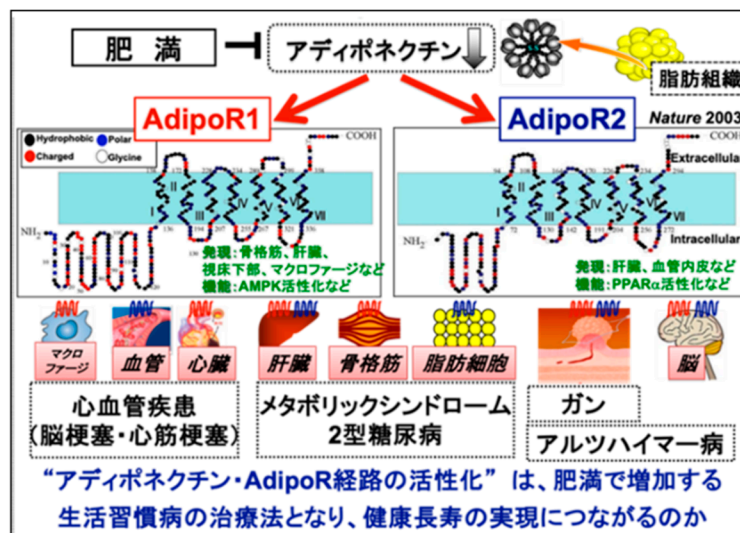 肥 満
アディポネクチン
脂肪組織
AdipoR1
AdipoR2
Nature 2003
Hydrophobic
Polar
Charged
Glycine
COOH
I
II
III
IV
V
VII
NH2
発現：骨格筋、肝臓、
視床下部、マクロファージなど
機能：AMPK活性化など
COOH
Extracellular
I
II
III
IV
V
VII
NH2
Intracellular
発現：肝臓、血管内皮など
機能：PPARα活性化など
マクロ
ファージ
血管
心臓
肝臓
骨格筋
脂肪細胞
脳
心血管疾患
(脳梗塞・心筋梗塞)
メタボリックシンドローム
2型糖尿病
ガン
アルツハイマー病
“アディポネクチン・AdipoR経路の活性化” は、肥満で増加する
生活習慣病の治療法となり、健康長寿の実現につながるのか